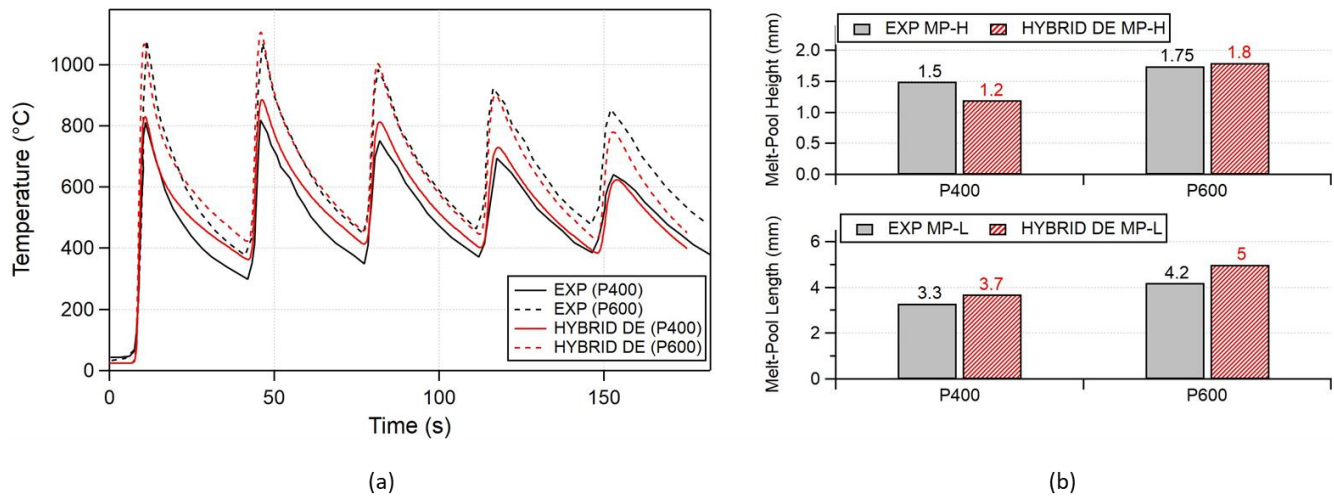 Temperature (°C)
1000
800
600
400
200
0
0
50
100
150
Time (s)
EXP (P400)
EXP (P600)
HYBRID DE (P400)
HYBRID DE (P600)
(a)
EXP MP-H
HYBRID DE MP-H
Melt-Pool Height (mm)
2.0
1.5
1.0
0.5
0.0
1.5
1.2
1.75
1.8
P400
P600
EXP MP-L
HYBRID DE MP-L
Melt-Pool Length (mm)
6
4
2
0
3.3
3.7
4.2
5
P400
P600
(b)